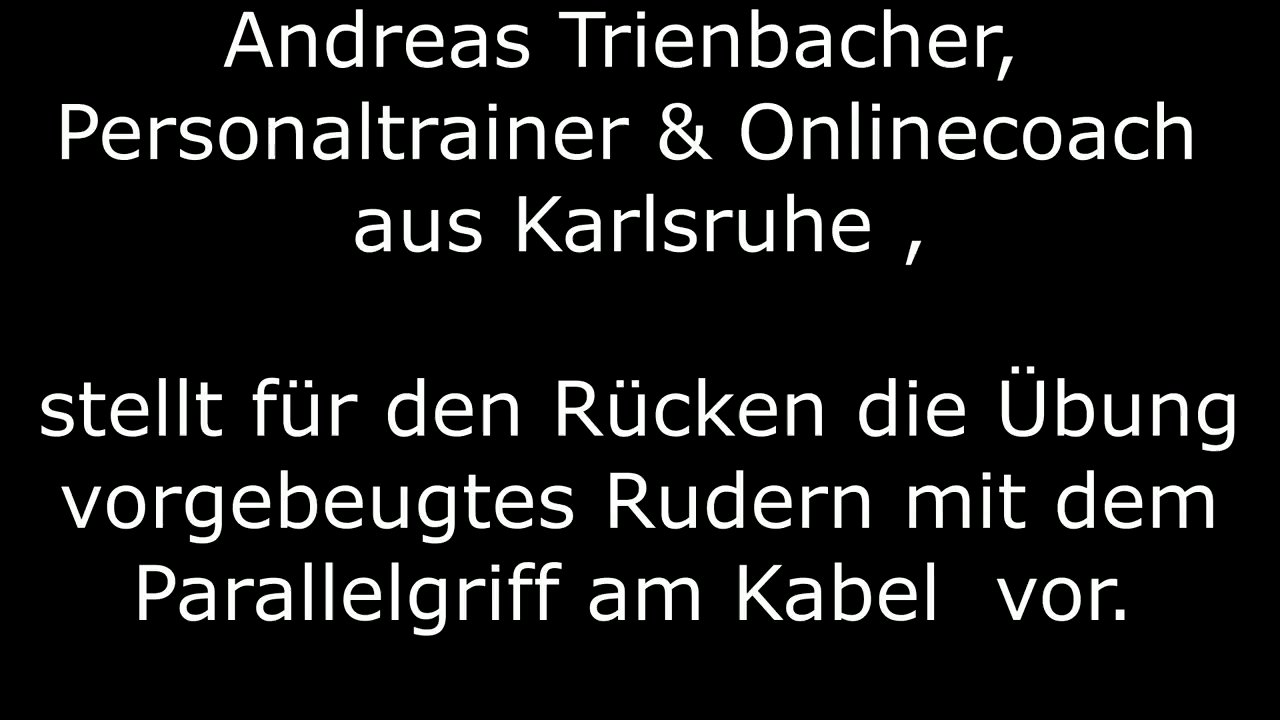 Andreas Trienbacher,
Personaltrainer & Onlinecoach
aus Karlsruhe ,
stellt für den Rücken die Übung
vorgebeugtes Rudern mit dem
Parallelgriff am Kabel  vor.